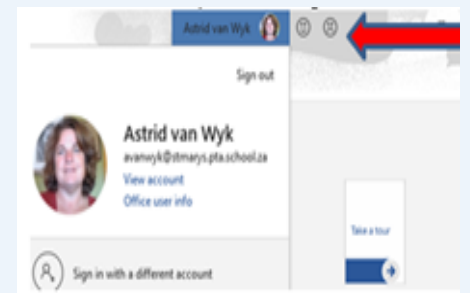 Astrid van Wyk
Sign out
Astrid van Wyk
avanwyk@stmarys.pta.school.za
View account
Office user info
Take a tour
Sign in with a different account